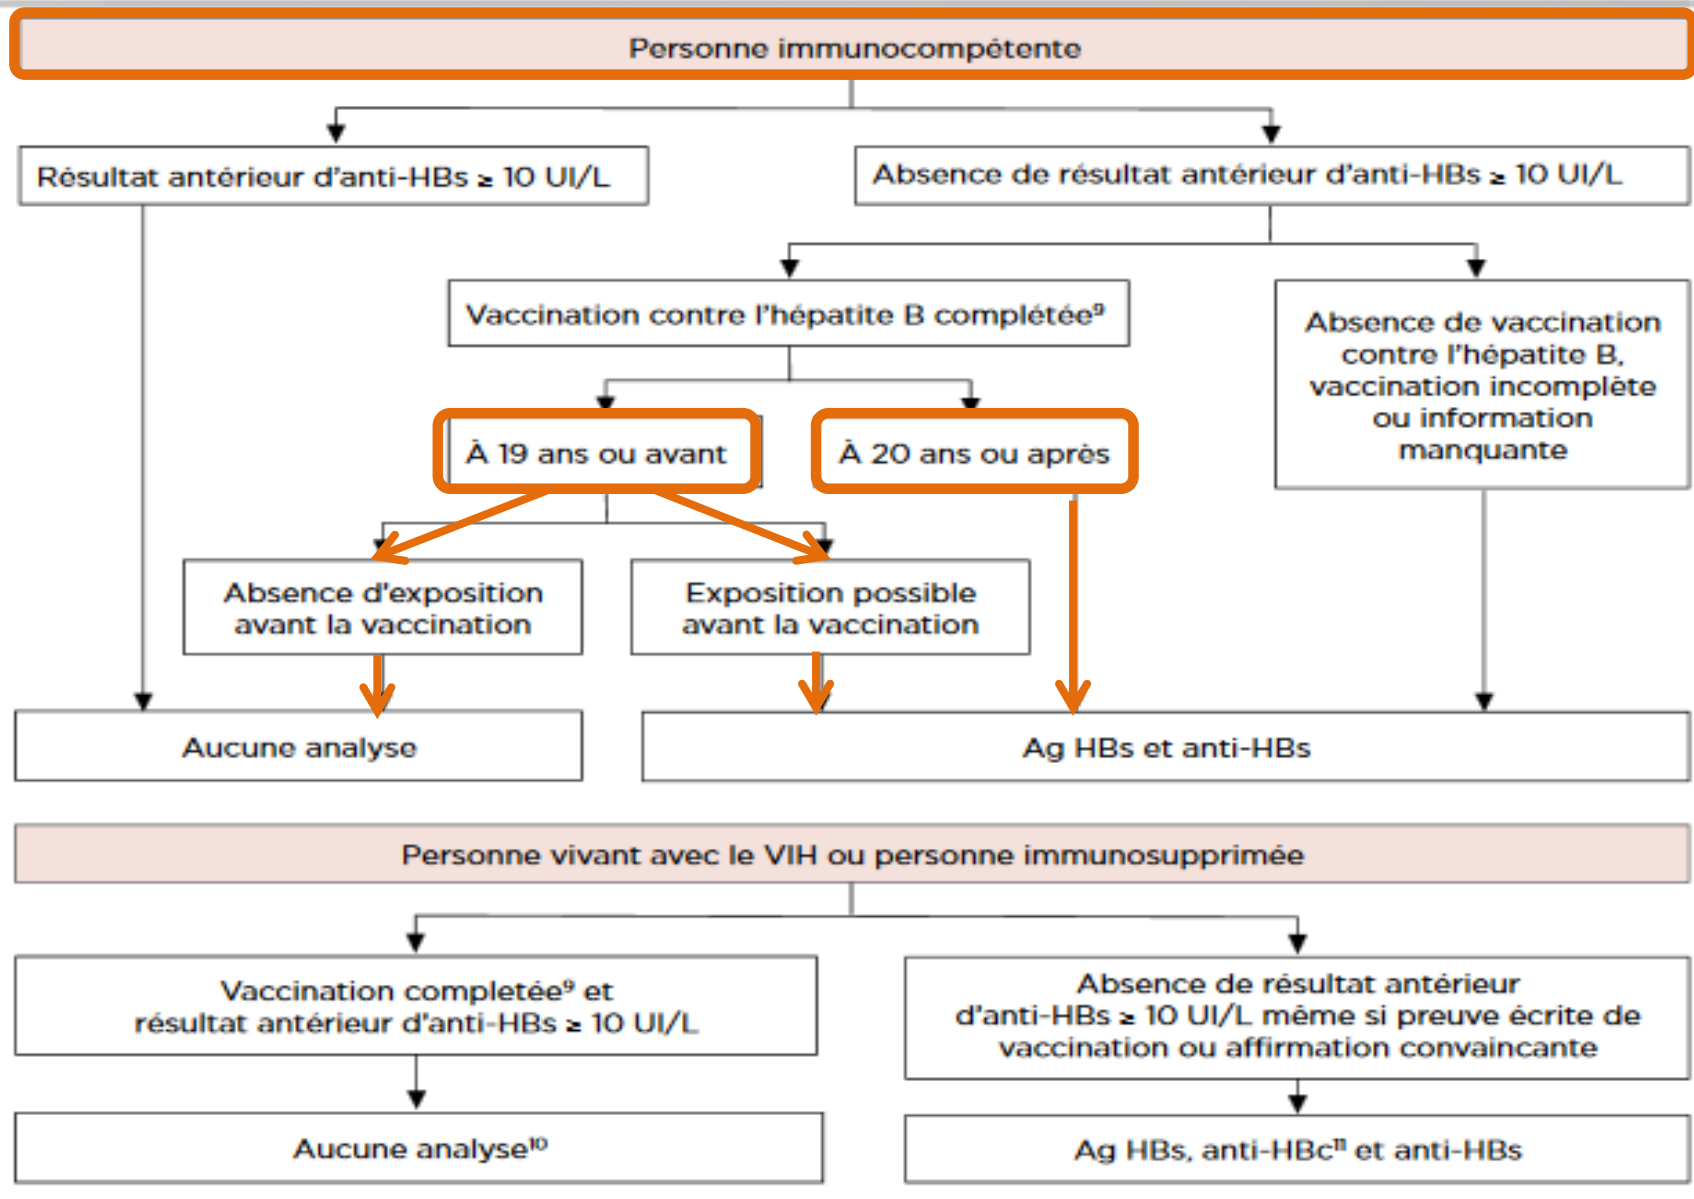 Personne immunocompétente
Résultat antérieur d'anti-HBs ≥ 10 UI/L
Absence de résultat antérieur d'anti-HBs ≥ 10 UI/L
Vaccination contre l'hépatite B complétée⁹
Absence de vaccination
contre l'hépatite B,
vaccination incomplète
ou information
manquante
À 19 ans ou avant
À 20 ans ou après
Absence d'exposition
avant la vaccination
Exposition possible
avant la vaccination
Aucune analyse
Ag HBs et anti-HBs
Personne vivant avec le VIH ou personne immunosupprimée
Vaccination completée⁹ et
résultat antérieur d'anti-HBs ≥ 10 UI/L
Absence de résultat antérieur
d'anti-HBs ≥ 10 UI/L même si preuve écrite de
vaccination ou affirmation convaincante
Aucune analyse¹⁰
Ag HBs, anti-HBc¹¹ et anti-HBs